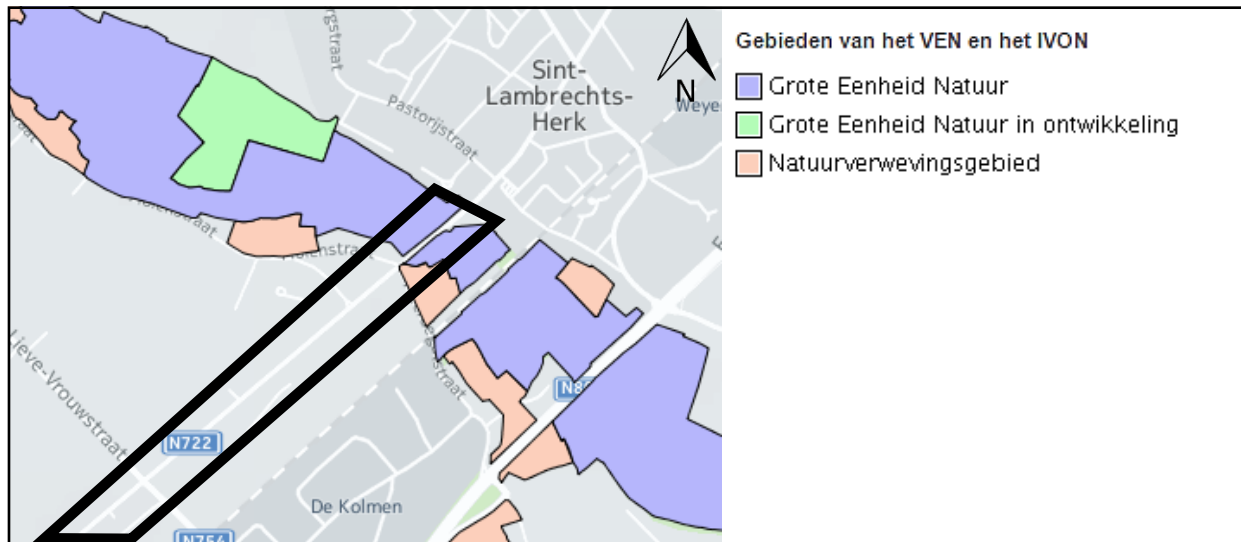 Sint-
Lambrechts-
Herk
N
Pastorijstraat
Lieve-Vrouwstraat
N722
De Kolmen
Gebieden van het VEN en het IVON
Grote Eenheid Natuur
Grote Eenheid Natuur in ontwikkeling
Natuurverwevingsgebied